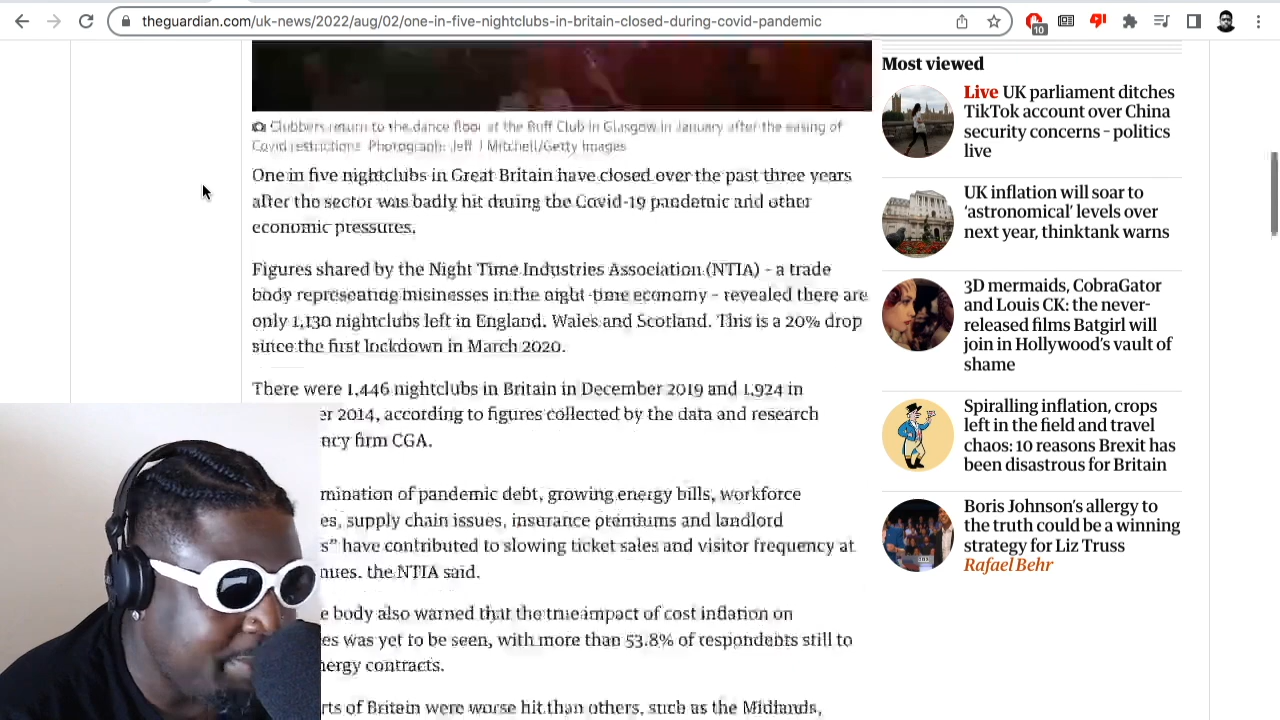 theguardian.com/uk-news/2022/aug/02/one-in-five-nightclubs-in-britain-closed-during-covid-pandemic
10
Clubbers return to the dance floor at the Buff Club in Glasgow in January after the easing of
Covid restrictions. Photograph: Jeff J Mitchell/Getty Images
One in five nightclubs in Great Britain have closed over the past three years
after the sector was badly hit during the Covid-19 pandemic and other
economic pressures.
Figures shared by the Night Time Industries Association (NTIA) – a trade
body representing businesses in the night-time economy – revealed there are
only 1,130 nightclubs left in England, Wales and Scotland. This is a 20% drop
since the first lockdown in March 2020.
There were 1,446 nightclubs in Britain in December 2019 and 1,924 in
er 2014, according to figures collected by the data and research
ncy firm CGA.
mination of pandemic debt, growing energy bills, workforce
es, supply chain issues, insurance premiums and landlord
s” have contributed to slowing ticket sales and visitor frequency at
nues, the NTIA said.
e body also warned that the true impact of cost inflation on
es was yet to be seen, with more than 53.8% of respondents still to
nergy contracts.
rts of Britain were worse hit than others, such as the Midlands,
Most viewed
Live UK parliament ditches
TikTok account over China
security concerns – politics
live
UK inflation will soar to
‘astronomical’ levels over
next year, thinktank warns
3D mermaids, CobraGator
and Louis CK: the never-
released films Batgirl will
join in Hollywood’s vault of
shame
Spiralling inflation, crops
left in the field and travel
chaos: 10 reasons Brexit has
been disastrous for Britain
Boris Johnson’s allergy to
the truth could be a winning
strategy for Liz Truss
Rafael Behr